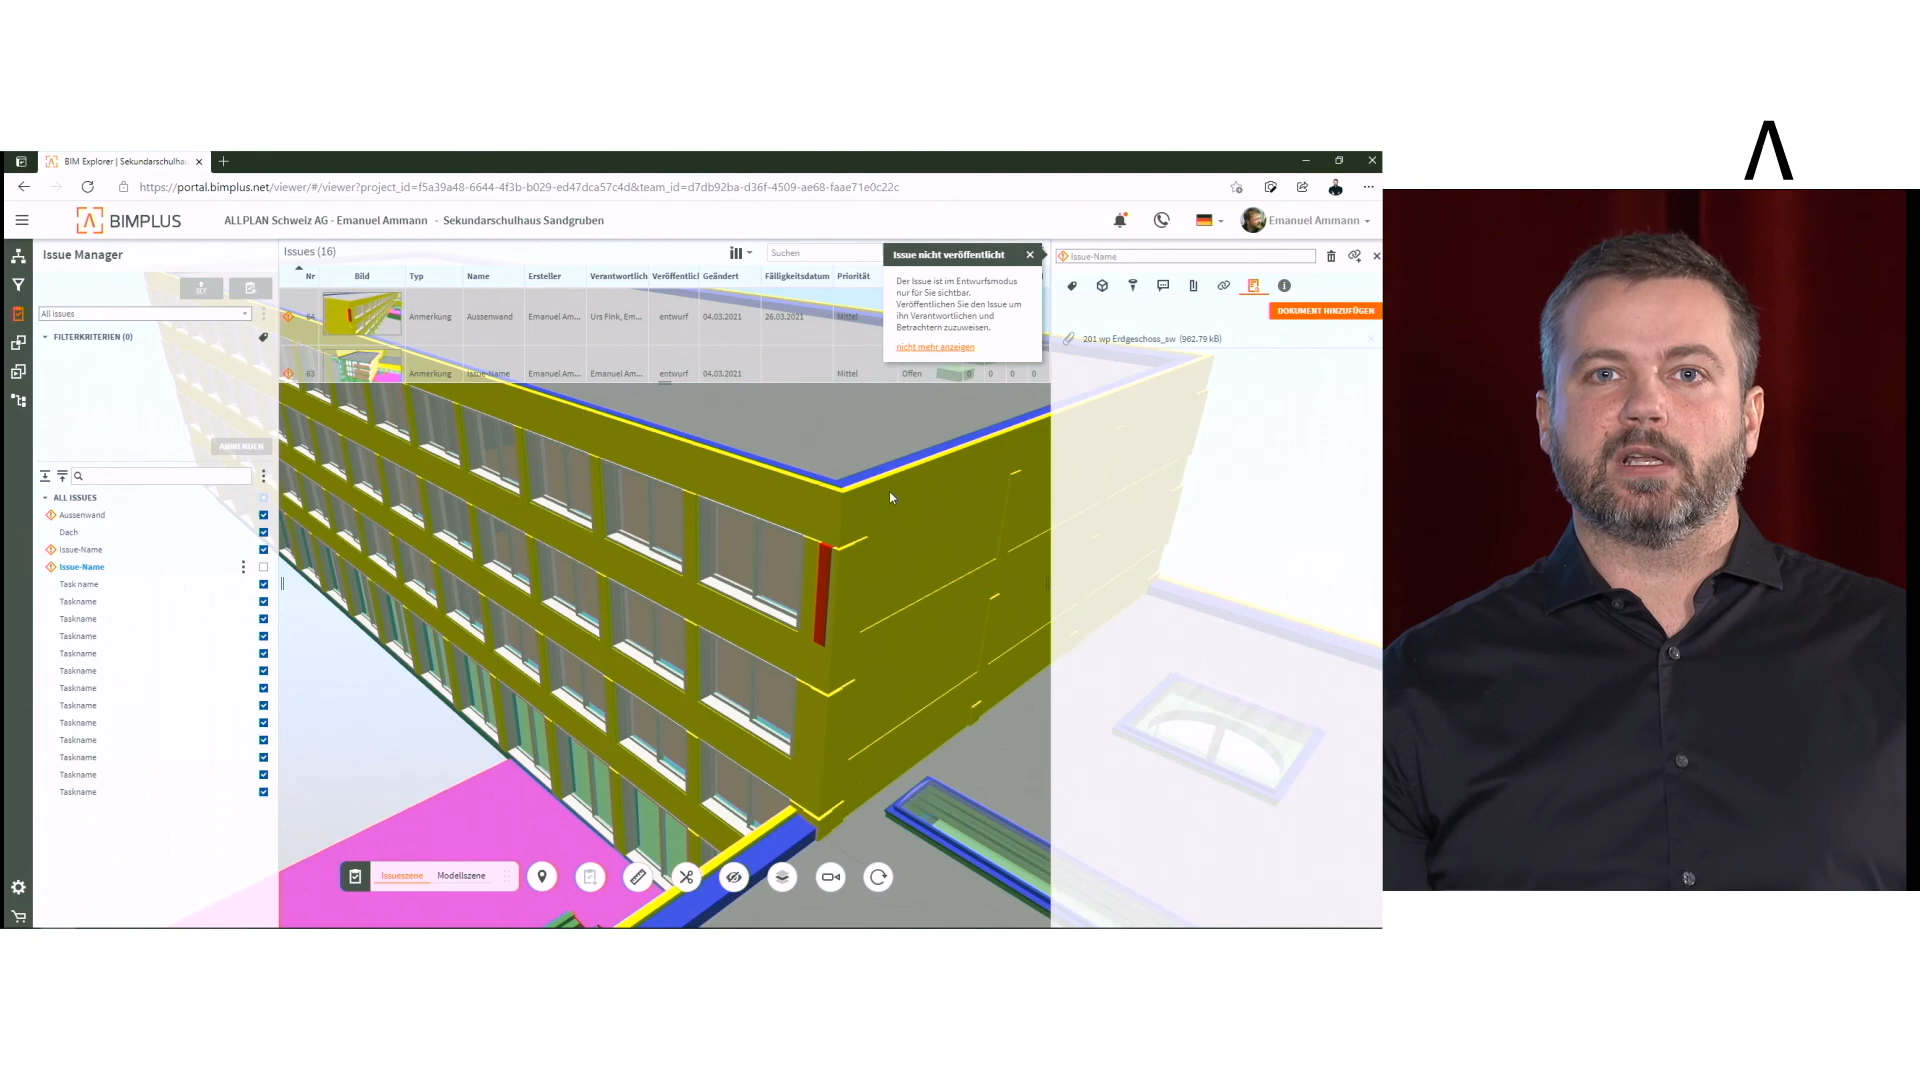 BIM Explorer | Sekundarschulhau
https://portal.bimplus.net/viewer/#/viewer?project_id=f5a39a48-6644-4f3b-b029-ed47dca57c4d&team_id=d7db92ba-d36f-4509-ae68-faae71e0c22c
BIMPLUS
ALLPLAN Schweiz AG - Emanuel Ammann - Sekundarschulhaus Sandgruben
Emanuel Ammann
Issue Manager
All issues
FILTERKRITERIEN (0)
ANWENDEN
ALL ISSUES
Aussenwand
Dach
Issue-Name
Issue-Name
Task name
Taskname
Taskname
Taskname
Taskname
Taskname
Taskname
Taskname
Taskname
Taskname
Taskname
Taskname
Taskname
Issues (16)
Suchen
Nr Bild Typ Name Ersteller Verantwortlich Veröffentlic Geändert Fälligkeitsdatum Priorität
64 Anmerkung Aussenwand Emanuel Am... Urs Fink, Em... entwurf 04.03.2021 26.03.2021 Mittel
63 Anmerkung Issue-Name Emanuel Am... Emanuel Am... entwurf 04.03.2021 Mittel Offen 0 0 0 0
Issue nicht veröffentlicht
Der Issue ist im Entwurfsmodus
nur für Sie sichtbar.
Veröffentlichen Sie den Issue um
ihn Verantwortlichen und
Betrachtern zuzuweisen.
nicht mehr anzeigen
Issue-Name
DOKUMENT HINZUFÜGEN
201 wp Erdgeschoss_sw (962.79 kB)
Issueszene Modellszene